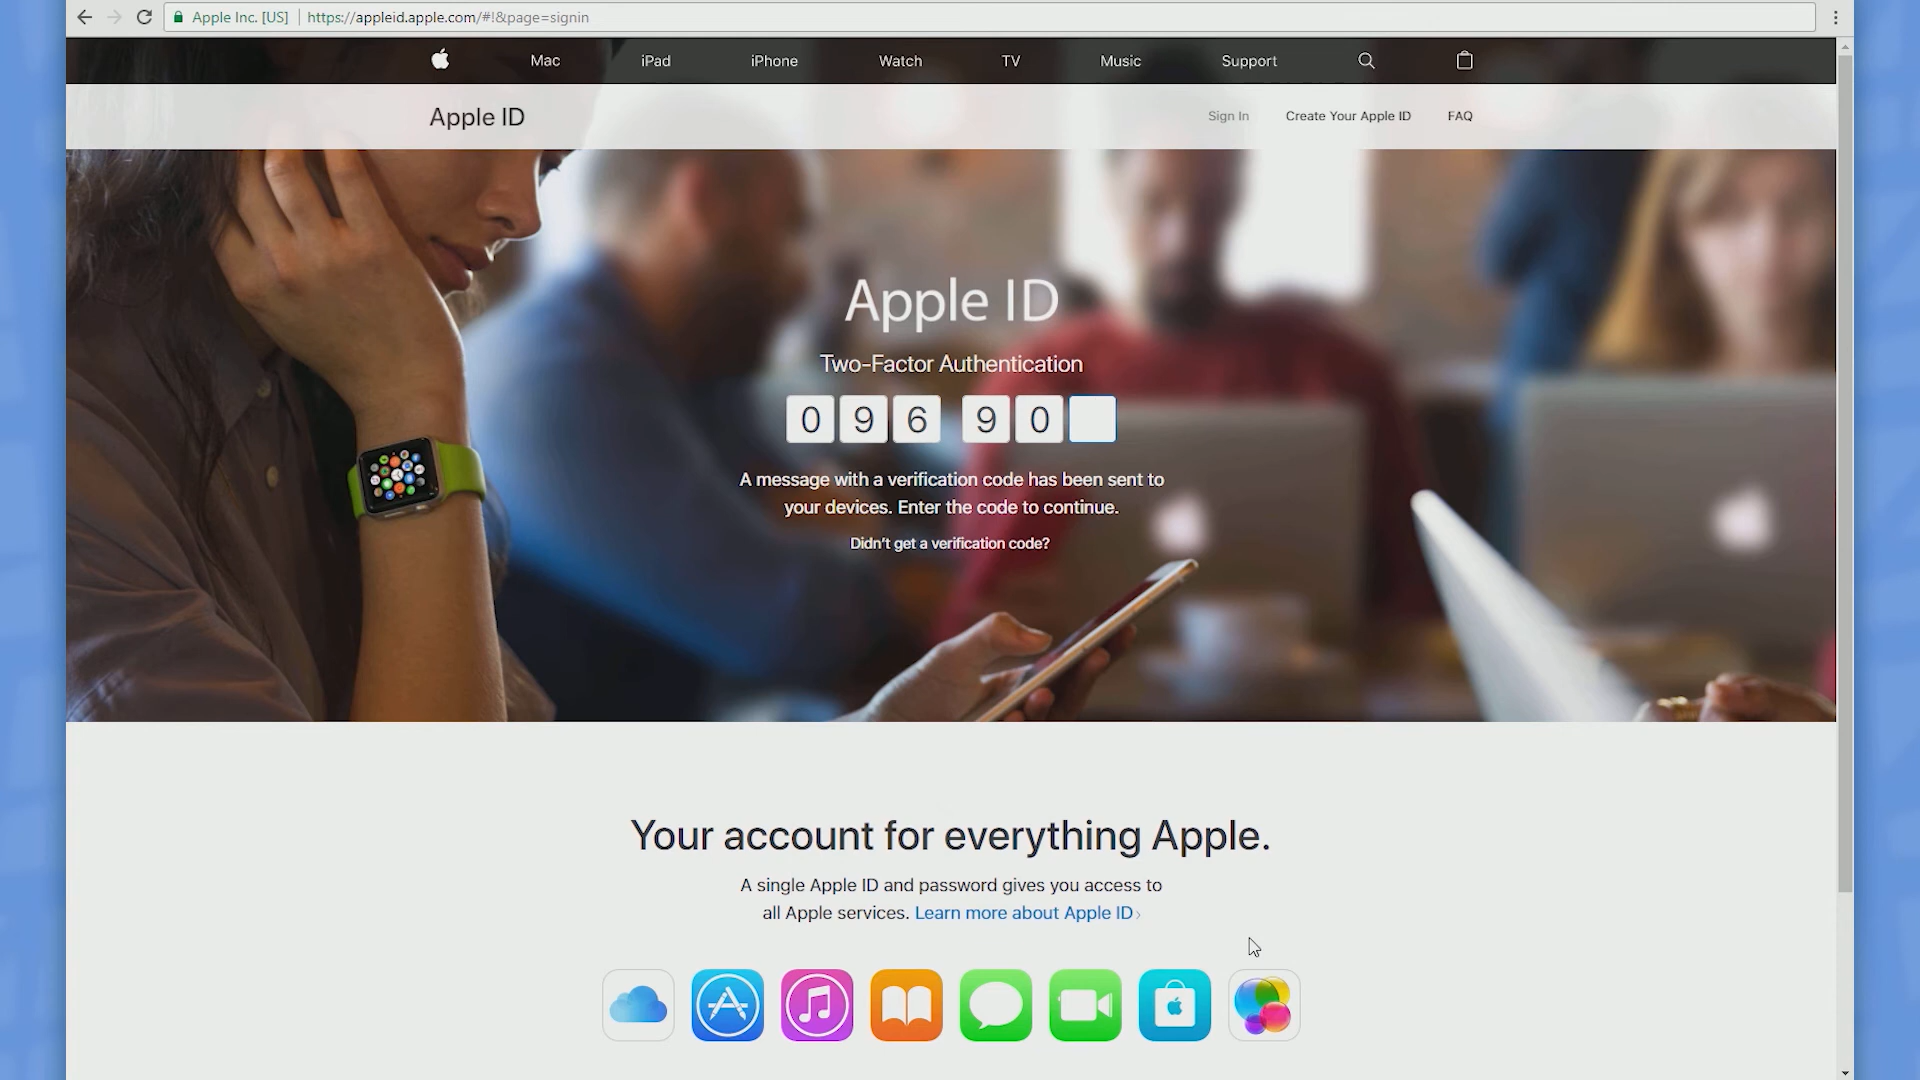 Apple Inc. [US] https://appleid.apple.com/#!&page=signin
Mac iPad iPhone Watch TV Music Support
Apple ID Sign In Create Your Apple ID FAQ
Apple ID
Two-Factor Authentication
0 9 6 9 0
A message with a verification code has been sent to
your devices. Enter the code to continue.
Didn't get a verification code?
Your account for everything Apple.
A single Apple ID and password gives you access to
all Apple services. Learn more about Apple ID ›